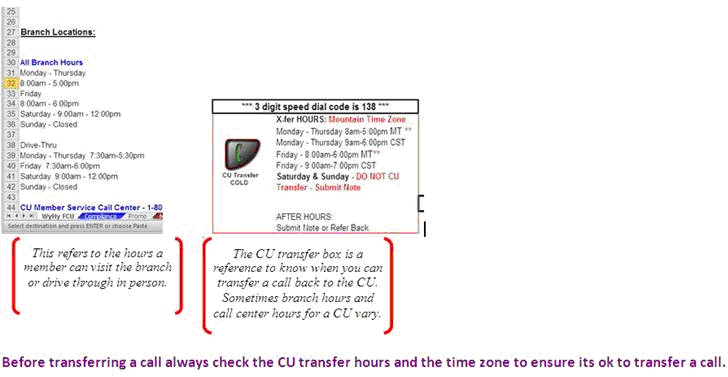 25
26
27 Branch Locations:
28
29
30 All Branch Hours
31 Monday - Thursday
32 8:00am - 5:00pm
33 Friday
34 8:00am - 6:00pm
35 Saturday - 9:00am - 12:00pm
36 Sunday - Closed
37
38 Drive-Thru
39 Monday - Thursday 7:30am-5:30pm
40 Friday 7:30am-6:00pm
41 Saturday 9:00am - 12:00pm
42 Sunday - Closed
43
44 CU Member Service Call Center - 1-80
WyHy FCU Compliance Promo
Select destination and press ENTER or choose Paste
*** 3 digit speed dial code is 138 ***
X-fer HOURS: Mountain Time Zone
Monday - Thursday 8am-5:00pm MT **
Monday - Thursday 9am-6:00pm CST
Friday - 8:00am-6:00pm MT**
Friday - 9:00am-7:00pm CST
Saturday & Sunday - DO NOT CU
Transfer - Submit Note
CU Transfer
COLD
AFTER HOURS:
Submit Note or Refer Back
This refers to the hours a
member can visit the branch
or drive through in person.
The CU transfer box is a
reference to know when you can
transfer a call back to the CU.
Sometimes branch hours and
call center hours for a CU vary.
Before transferring a call always check the CU transfer hours and the time zone to ensure its ok to transfer a call.